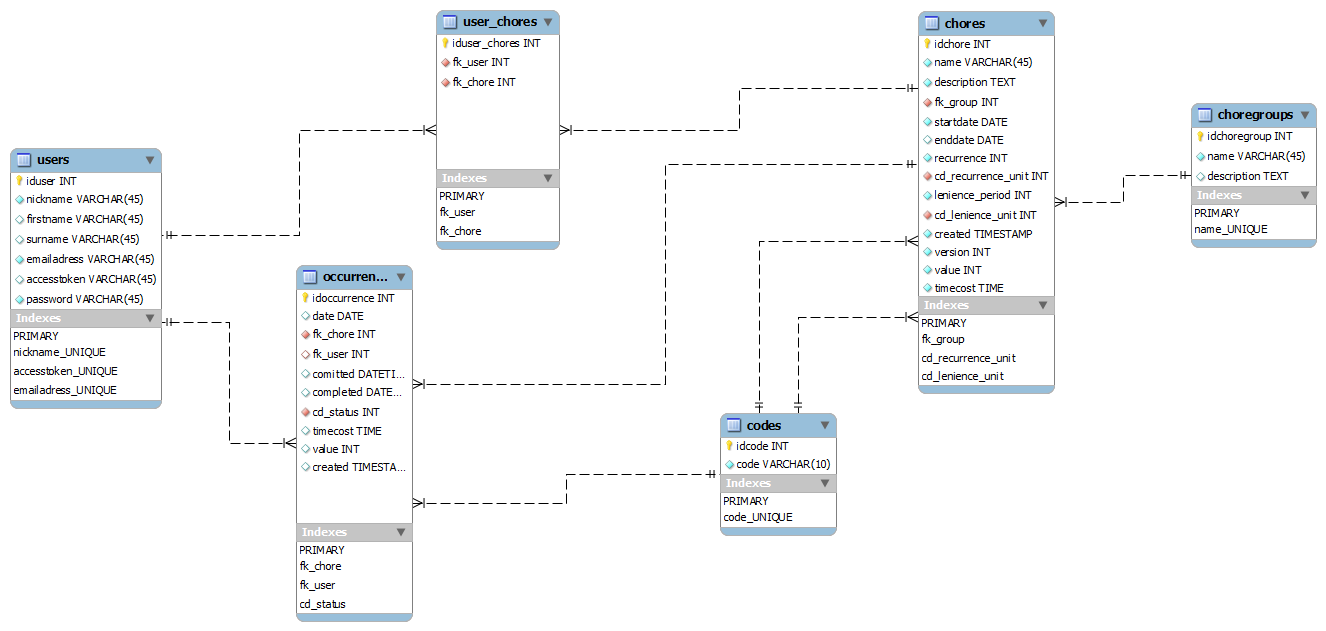 users
iduser INT
nickname VARCHAR(45)
firstname VARCHAR(45)
surname VARCHAR(45)
emailadress VARCHAR(45)
accesstoken VARCHAR(45)
password VARCHAR(45)
Indexes
PRIMARY
nickname_UNIQUE
accesstoken_UNIQUE
emailadress_UNIQUE
user_chores
iduser_chores INT
fk_user INT
fk_chore INT
Indexes
PRIMARY
fk_user
fk_chore
occurren...
idoccurrence INT
date DATE
fk_chore INT
fk_user INT
comitted DATETI...
completed DATE...
cd_status INT
timecost TIME
value INT
created TIMESTA...
Indexes
PRIMARY
fk_chore
fk_user
cd_status
codes
idcode INT
code VARCHAR(10)
Indexes
PRIMARY
code_UNIQUE
chores
idchore INT
name VARCHAR(45)
description TEXT
fk_group INT
startdate DATE
enddate DATE
recurrence INT
cd_recurrence_unit INT
lenience_period INT
cd_lenience_unit INT
created TIMESTAMP
version INT
value INT
timecost TIME
Indexes
PRIMARY
fk_group
cd_recurrence_unit
cd_lenience_unit
choregroups
idchoregroup INT
name VARCHAR(45)
description TEXT
Indexes
PRIMARY
name_UNIQUE